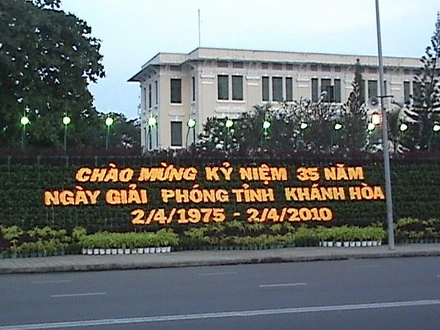 CHÀO MỪNG KỶ NIỆM 35 NĂM
NGÀY GIẢI PHÓNG TỈNH KHÁNH HÒA
2/4/1975 - 2/4/2010